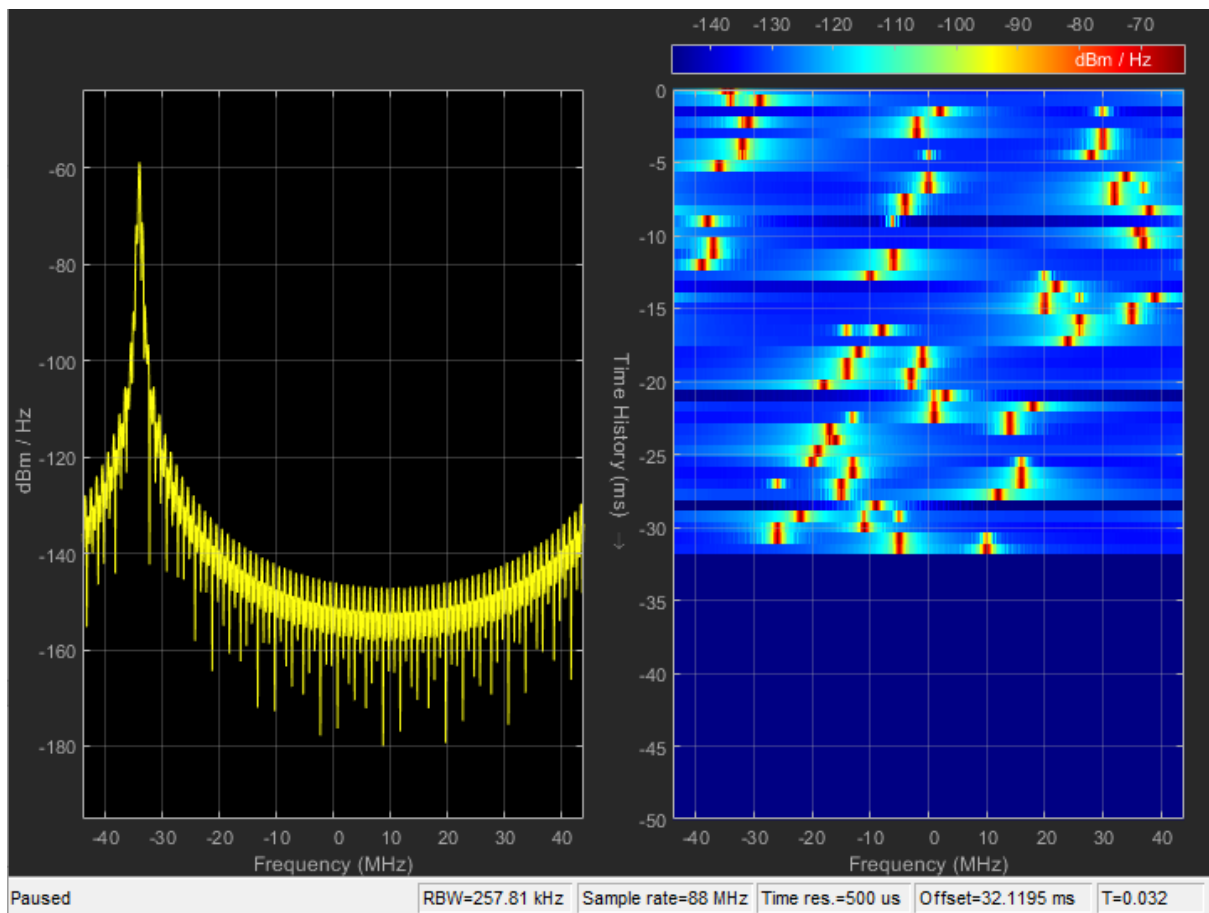 -140 -130 -120 -110 -100 -90 -80 -70
dBm / Hz
-60
-80
-100
-120
-140
-160
-180
dBm / Hz
-40 -30 -20 -10 0 10 20 30 40
Frequency (MHz)
0
-5
-10
-15
-20
-25
-30
-35
-40
-45
-50
Time History (ms) →
-40 -30 -20 -10 0 10 20 30 40
Frequency (MHz)
Paused RBW=257.81 kHz Sample rate=88 MHz Time res.=500 us Offset=32.1195 ms T=0.032